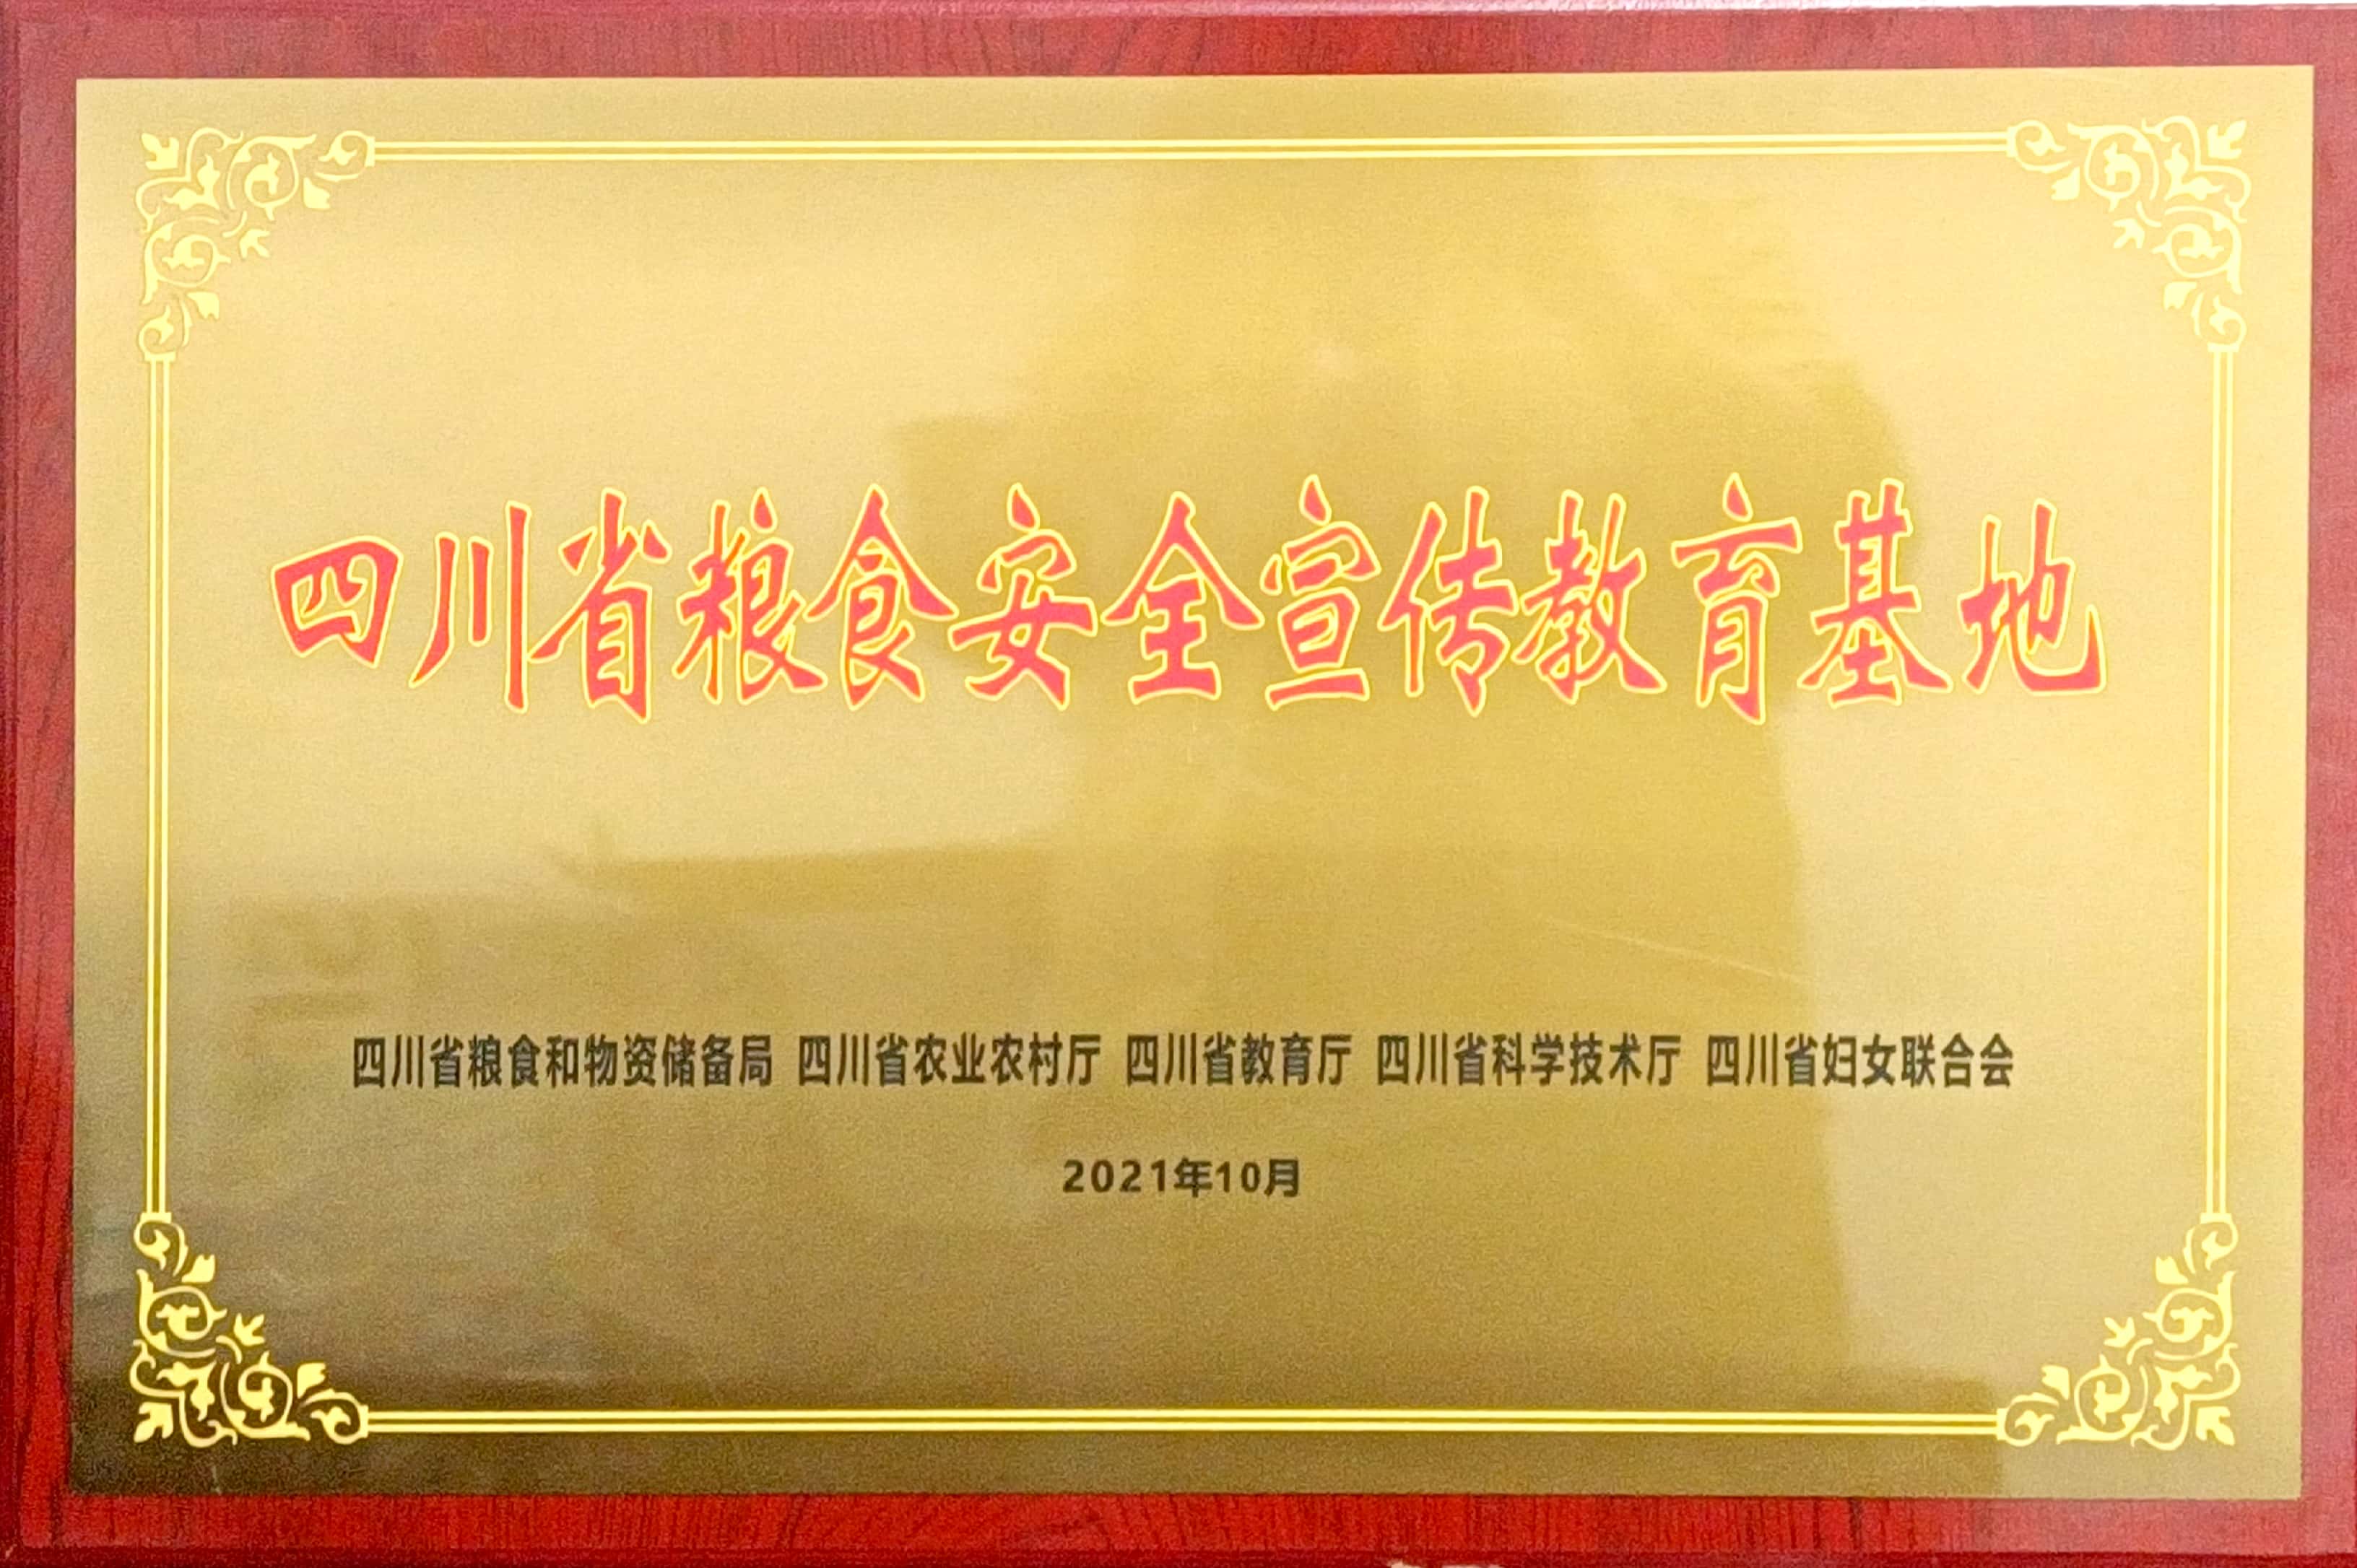 四川省粮食安全宣传教育基地
四川省粮食和物资储备局 四川省农业农村厅 四川省教育厅 四川省科学技术厅 四川省妇女联合会
2021年10月